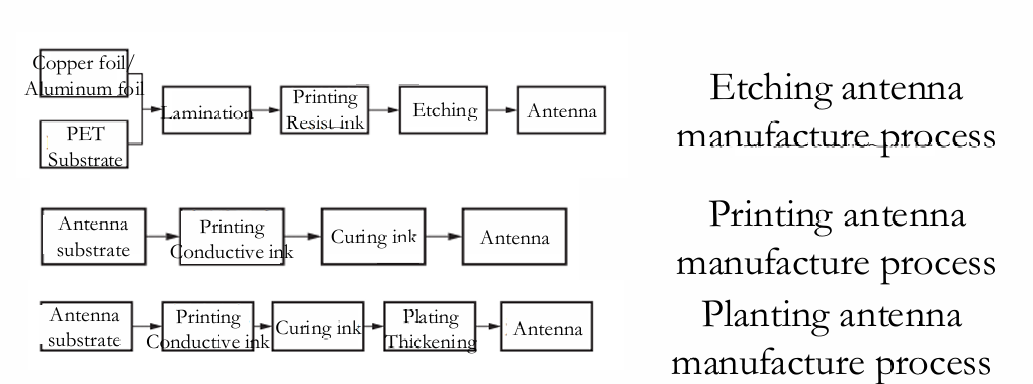 Copper foil/
Aluminum foil
PET
Substrate
Lamination
Printing
Resist ink
Etching
Antenna
Etching antenna
manufacture process
Antenna
substrate
Printing
Conductive ink
Curing ink
Antenna
Printing antenna
manufacture process
Antenna
substrate
Printing
Conductive ink
Curing ink
Plating
Thickening
Antenna
Planting antenna
manufacture process